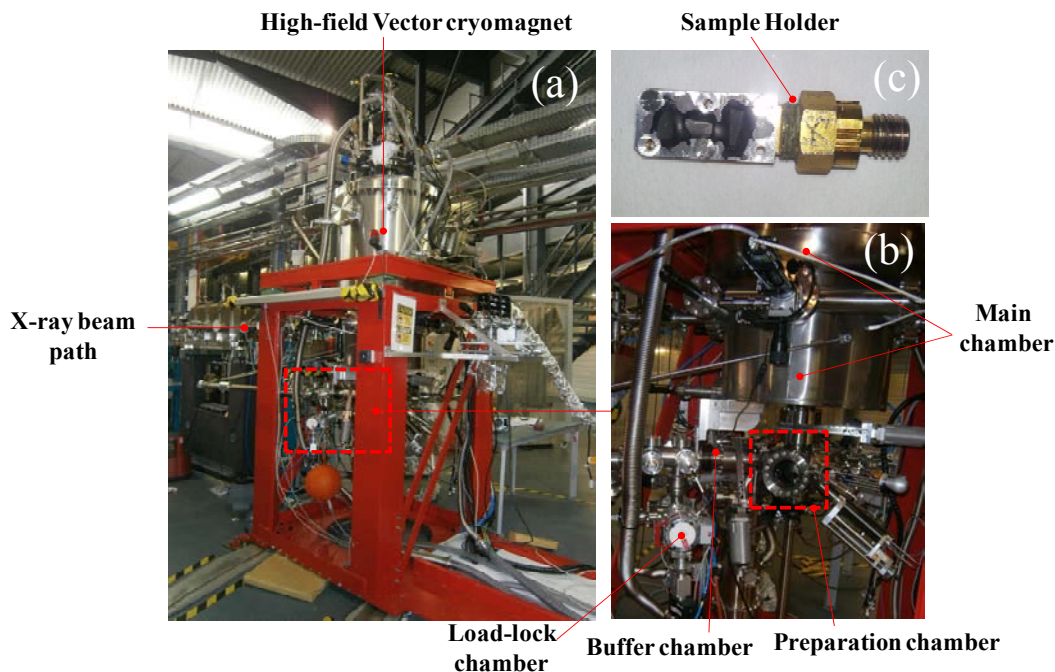 High-field Vector cryomagnet
Sample Holder
(a)
(c)
(b)
X-ray beam
path
Main
chamber
Load-lock
chamber
Buffer chamber
Preparation chamber